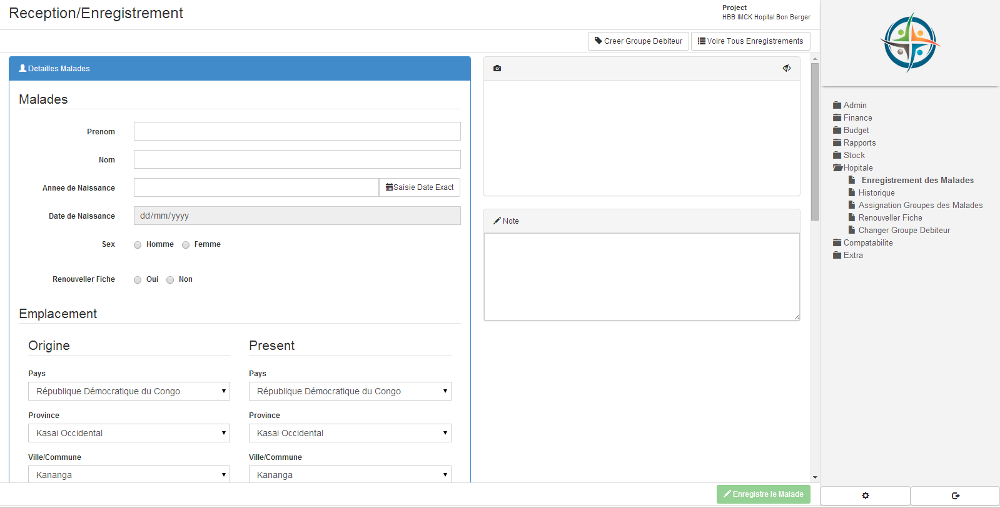 Reception/Enregistrement
Project
HBB IMCK Hopital Bon Berger
Creer Groupe Debiteur
Voire Tous Enregistrements
Detailles Malades
Malades
Prenom
Nom
Annee de Naissance
Saisie Date Exact
Date de Naissance
dd/mm/yyyy
Sex
Homme
Femme
Renouveller Fiche
Oui
Non
Emplacement
Origine
Pays
République Démocratique du Congo
Province
Kasai Occidental
Ville/Commune
Kananga
Present
Pays
République Démocratique du Congo
Province
Kasai Occidental
Ville/Commune
Kananga
Note
Enregistre le Malade
Admin
Finance
Budget
Rapports
Stock
Hopitale
Enregistrement des Malades
Historique
Assignation Groupes des Malades
Renouveller Fiche
Changer Groupe Debiteur
Compatabilite
Extra